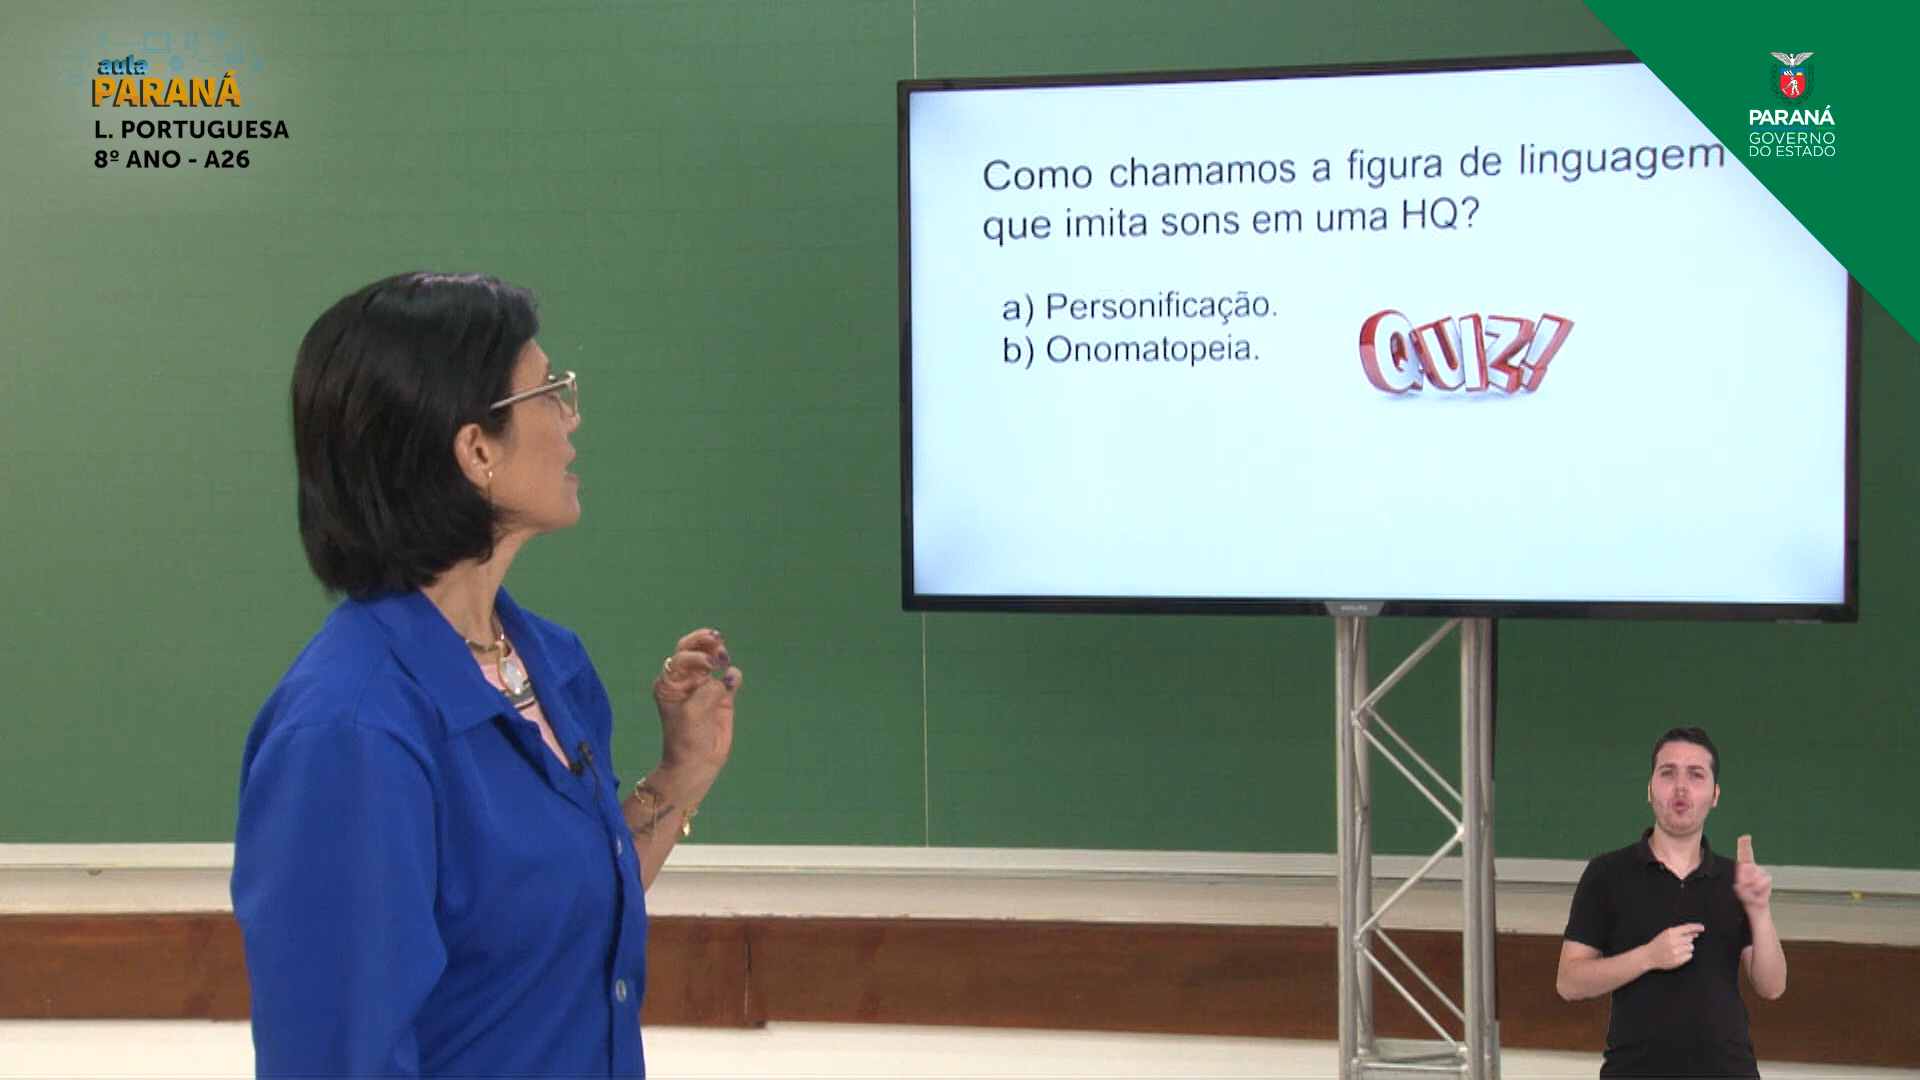 aula
PARANÁ
L. PORTUGUESA
8º ANO - A26
PARANÁ
GOVERNO
DO ESTADO
Como chamamos a figura de linguagem
que imita sons em uma HQ?
a) Personificação.
b) Onomatopeia.
QUIZ!
PHILIPS